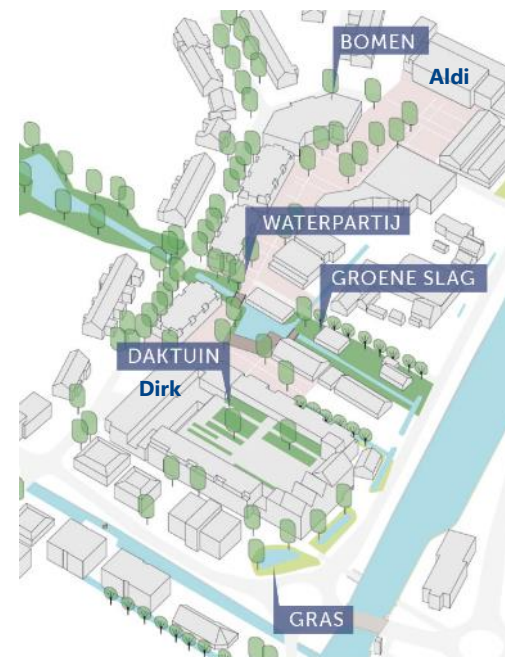 BOMEN
Aldi
WATERPARTIJ
GROENE SLAG
DAKTUIN
Dirk
GRAS